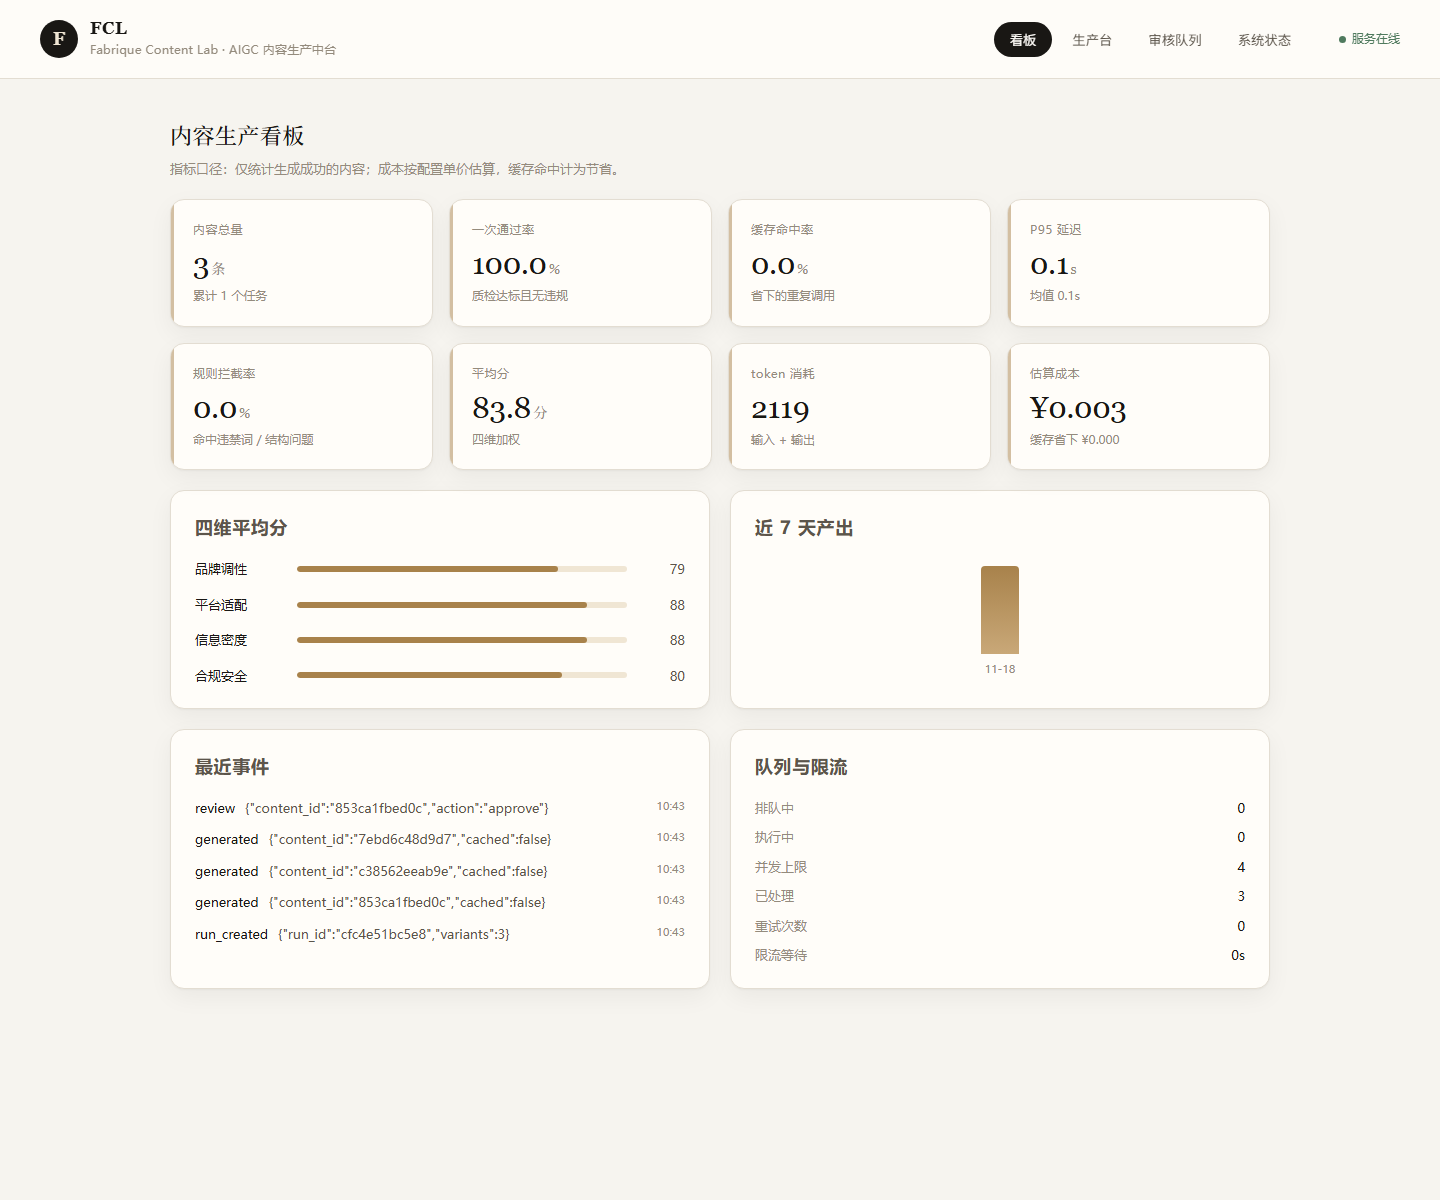 F
FCL
Fabrique Content Lab · AIGC 内容生产中台
看板
生产台
审核队列
系统状态
服务在线
内容生产看板
指标口径：仅统计生成成功的内容；成本按配置单价估算，缓存命中计为节省。
内容总量
3 条
累计 1 个任务
一次通过率
100.0 %
质检达标且无违规
缓存命中率
0.0 %
省下的重复调用
P95 延迟
0.1 s
均值 0.1s
规则拦截率
0.0 %
命中违禁词 / 结构问题
平均分
83.8 分
四维加权
token 消耗
2119
输入 + 输出
估算成本
¥0.003
缓存省下 ¥0.000
四维平均分
品牌调性 79
平台适配 88
信息密度 88
合规安全 80
近 7 天产出
11-18
最近事件
review {"content_id":"853ca1fbed0c","action":"approve"} 10:43
generated {"content_id":"7ebd6c48d9d7","cached":false} 10:43
generated {"content_id":"c38562eeab9e","cached":false} 10:43
generated {"content_id":"853ca1fbed0c","cached":false} 10:43
run_created {"run_id":"cfc4e51bc5e8","variants":3} 10:43
队列与限流
排队中 0
执行中 0
并发上限 4
已处理 3
重试次数 0
限流等待 0s